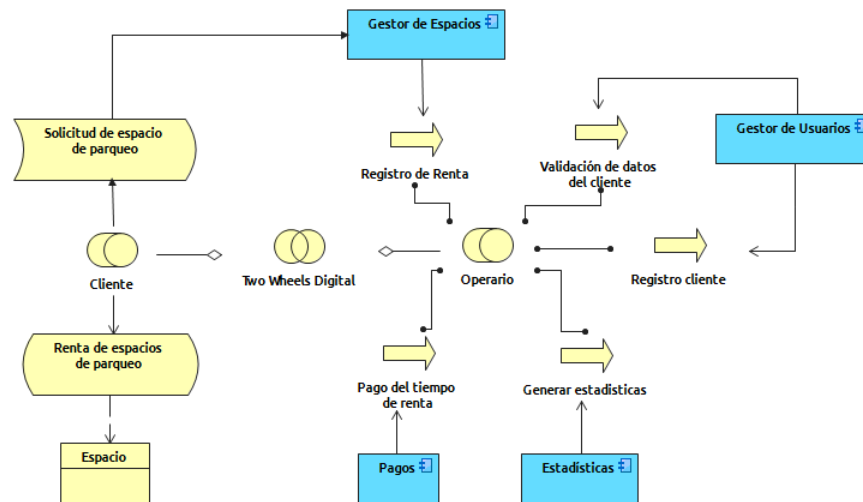 Gestor de Espacios
Solicitud de espacio
de parqueo
Gestor de Usuarios
Registro de Renta
Validación de datos
del cliente
Cliente
Two Wheels Digital
Operario
Registro cliente
Renta de espacios
de parqueo
Pago del tiempo
de renta
Generar estadisticas
Espacio
Pagos
Estadísticas